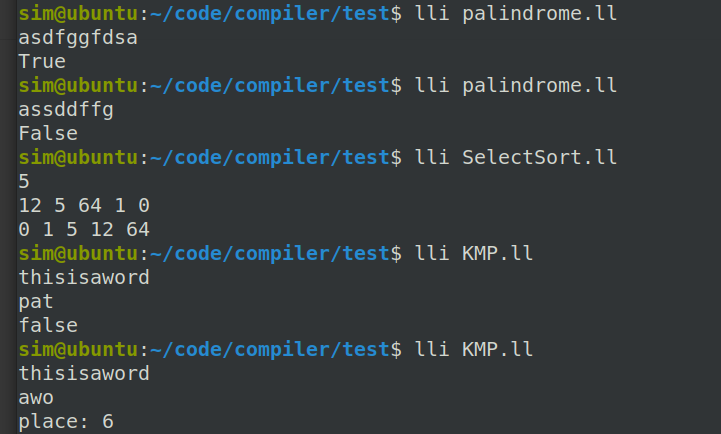 sim@ubuntu:~/code/compiler/test$ lli palindrome.ll
asdfggfdsa
True
sim@ubuntu:~/code/compiler/test$ lli palindrome.ll
assddffg
False
sim@ubuntu:~/code/compiler/test$ lli SelectSort.ll
5
12 5 64 1 0
0 1 5 12 64
sim@ubuntu:~/code/compiler/test$ lli KMP.ll
thisisaword
pat
false
sim@ubuntu:~/code/compiler/test$ lli KMP.ll
thisisaword
awo
place: 6